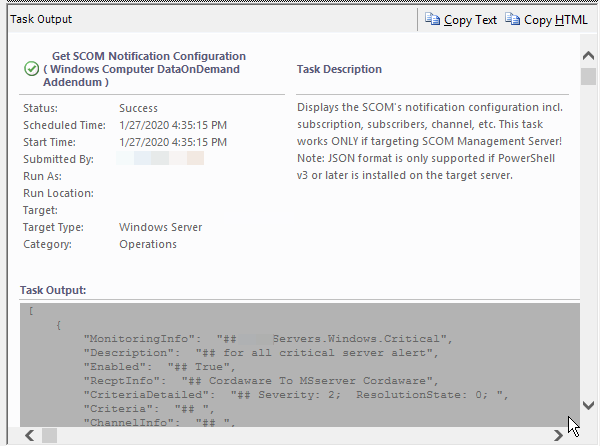 Task Output
Copy Text Copy HTML
Get SCOM Notification Configuration
( Windows Computer DataOnDemand
Addendum )
Task Description
Status: Success
Scheduled Time: 1/27/2020 4:35:15 PM
Start Time: 1/27/2020 4:35:15 PM
Submitted By:
Run As:
Run Location:
Target:
Target Type: Windows Server
Category: Operations
Displays the SCOM's notification configuration incl.
subscription, subscribers, channel, etc. This task
works ONLY if targeting SCOM Management Server!
Note: JSON format is only supported if PowerShell
v3 or later is installed on the target server.
Task Output:
[
{
"MonitoringInfo": "## Servers.Windows.Critical",
"Description": "## for all critical server alert",
"Enabled": "## True",
"RecptInfo": "## Cordaware To MSserver Cordaware",
"CriteriaDetailed": "## Severity: 2; ResolutionState: 0; ",
"Criteria": "## ",
"ChannelInfo": "## ",